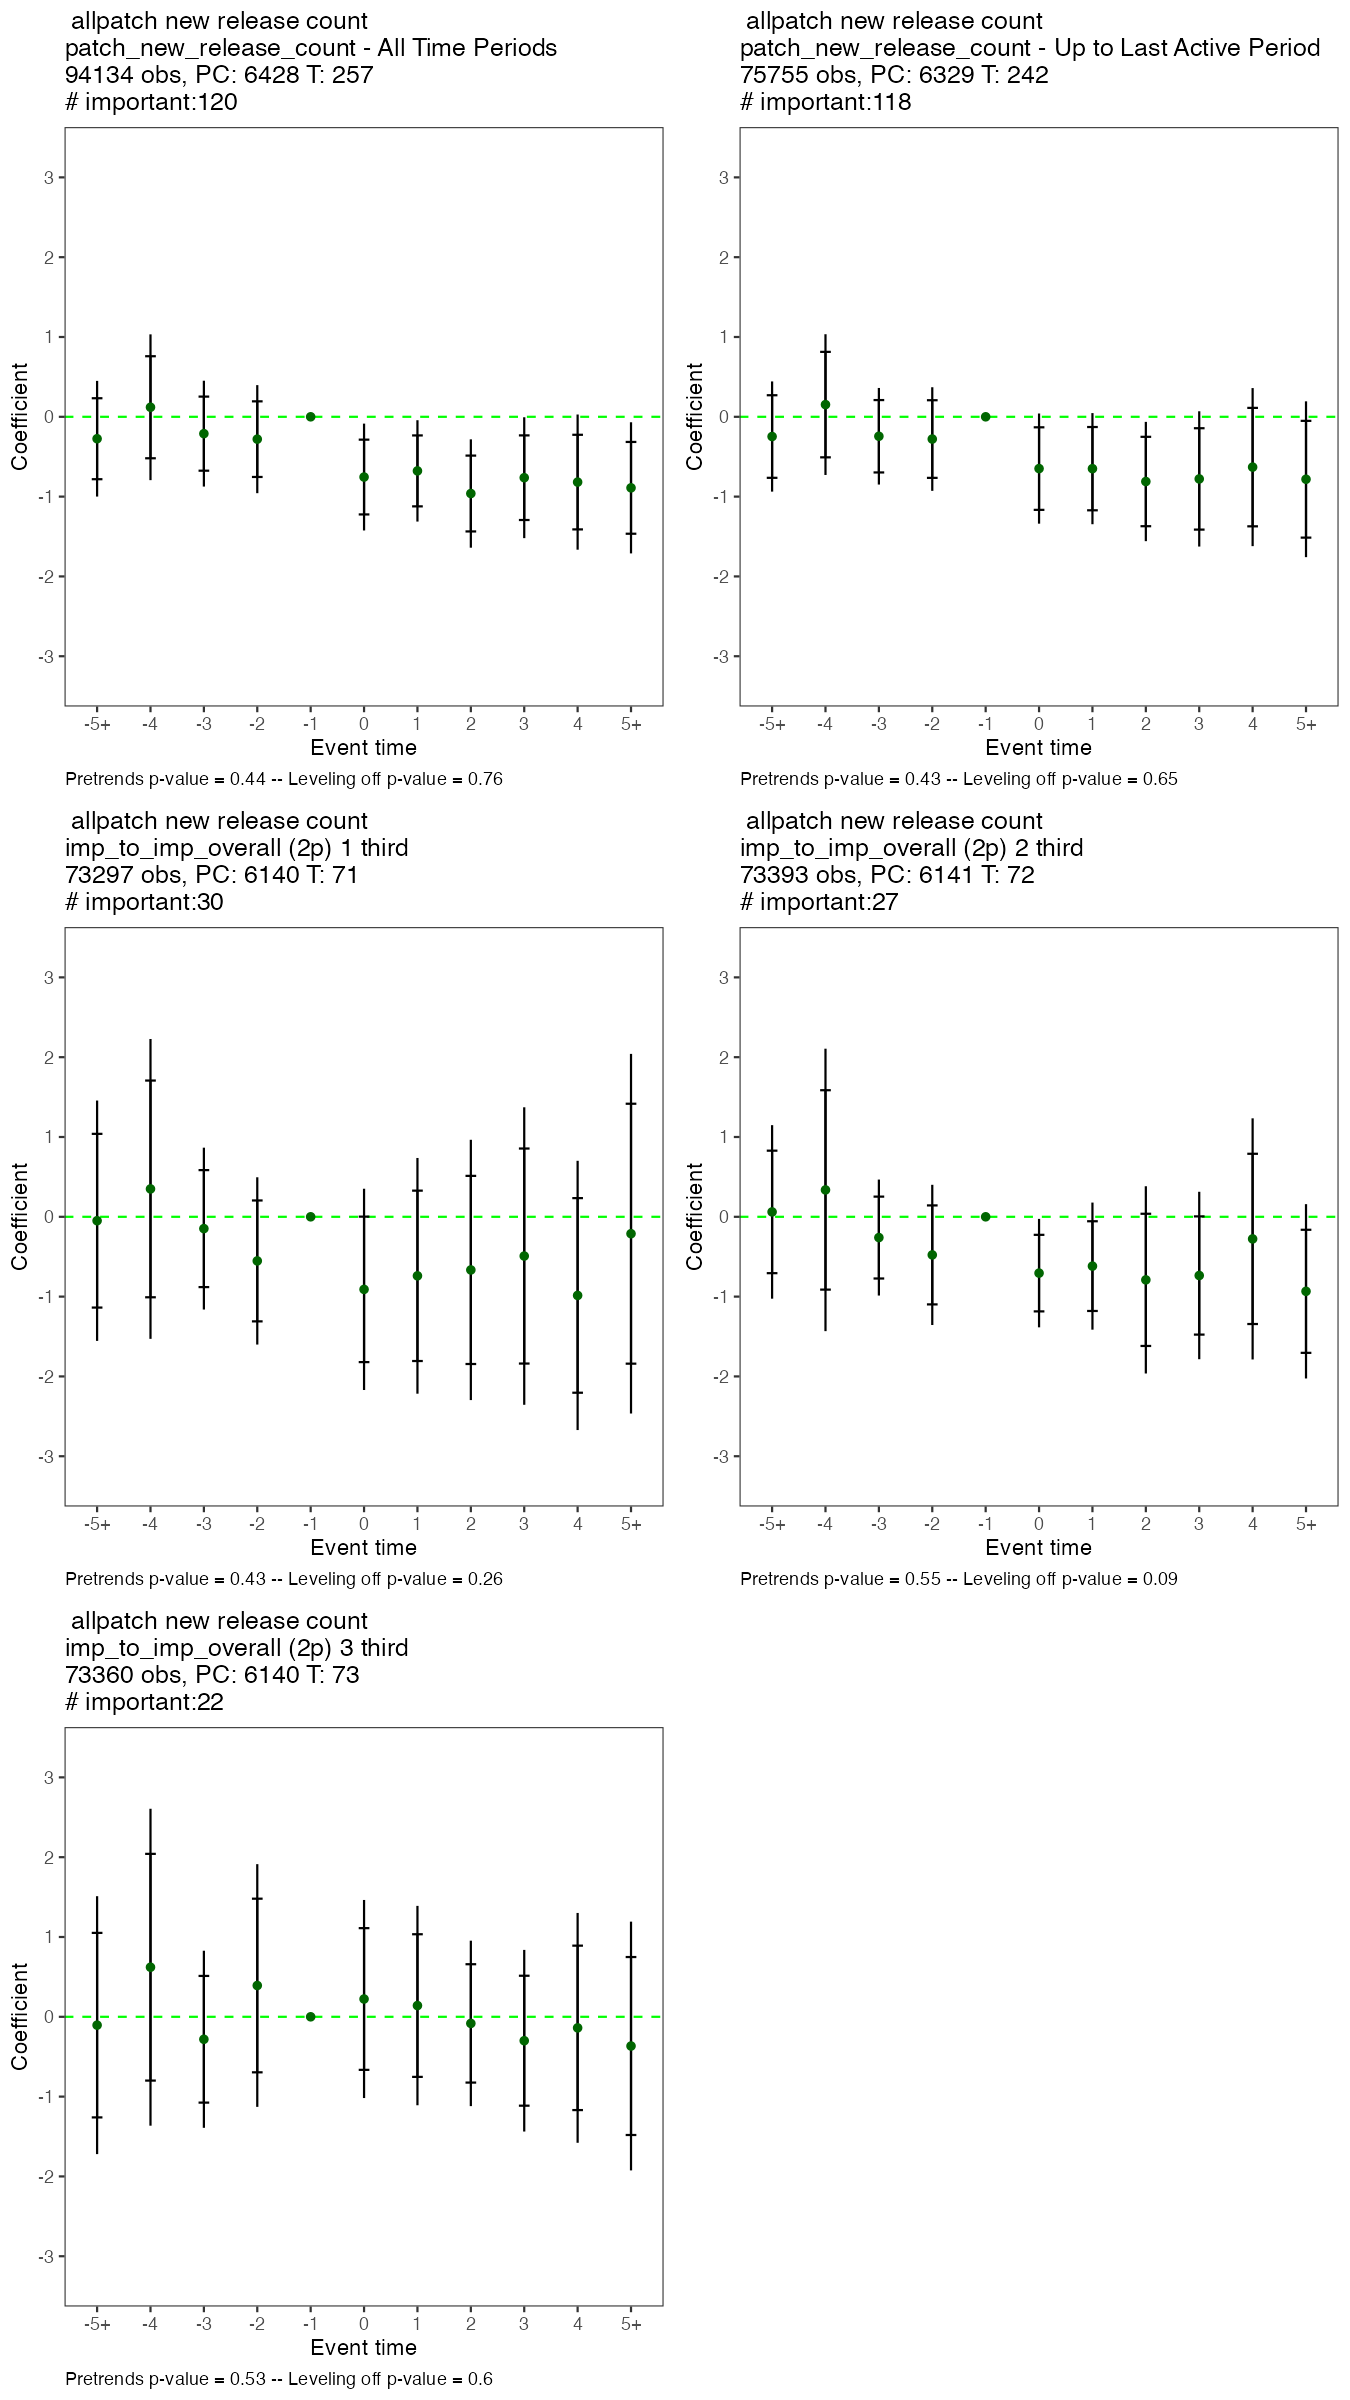 allpatch new release count
patch_new_release_count - All Time Periods
94134 obs, PC: 6428 T: 257
# important:120
3
2
1
0
-1
-2
-3
Coefficient
-5+ -4 -3 -2 -1 0 1 2 3 4 5+
Event time
Pretrends p-value = 0.44 -- Leveling off p-value = 0.76
allpatch new release count
patch_new_release_count - Up to Last Active Period
75755 obs, PC: 6329 T: 242
# important:118
3
2
1
0
-1
-2
-3
Coefficient
-5+ -4 -3 -2 -1 0 1 2 3 4 5+
Event time
Pretrends p-value = 0.43 -- Leveling off p-value = 0.65
allpatch new release count
imp_to_imp_overall (2p) 1 third
73297 obs, PC: 6140 T: 71
# important:30
3
2
1
0
-1
-2
-3
Coefficient
-5+ -4 -3 -2 -1 0 1 2 3 4 5+
Event time
Pretrends p-value = 0.43 -- Leveling off p-value = 0.26
allpatch new release count
imp_to_imp_overall (2p) 2 third
73393 obs, PC: 6141 T: 72
# important:27
3
2
1
0
-1
-2
-3
Coefficient
-5+ -4 -3 -2 -1 0 1 2 3 4 5+
Event time
Pretrends p-value = 0.55 -- Leveling off p-value = 0.09
allpatch new release count
imp_to_imp_overall (2p) 3 third
73360 obs, PC: 6140 T: 73
# important:22
3
2
1
0
-1
-2
-3
Coefficient
-5+ -4 -3 -2 -1 0 1 2 3 4 5+
Event time
Pretrends p-value = 0.53 -- Leveling off p-value = 0.6